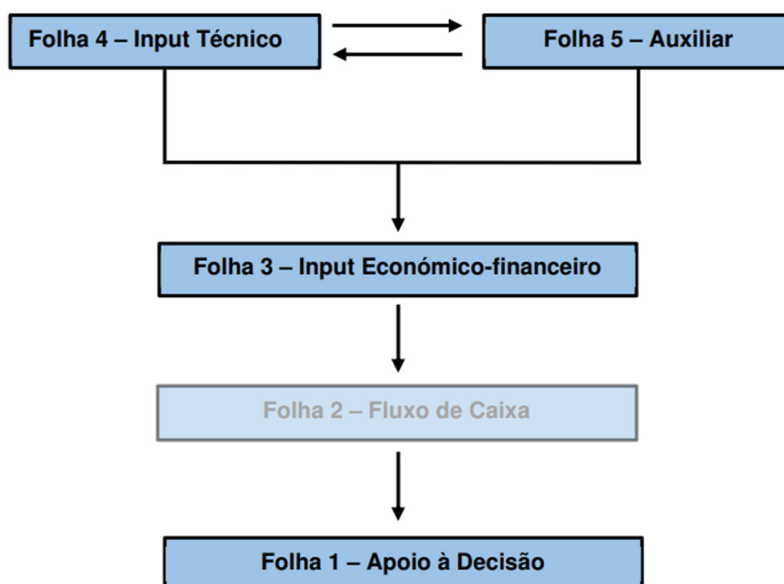 Folha 4 – Input Técnico
Folha 5 – Auxiliar
Folha 3 – Input Económico-financeiro
Folha 2 – Fluxo de Caixa
Folha 1 – Apoio à Decisão